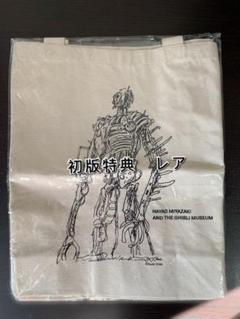 初版特典　レア
HAYAO MIYAZAKI
AND THE GHIBLI MUSEUM